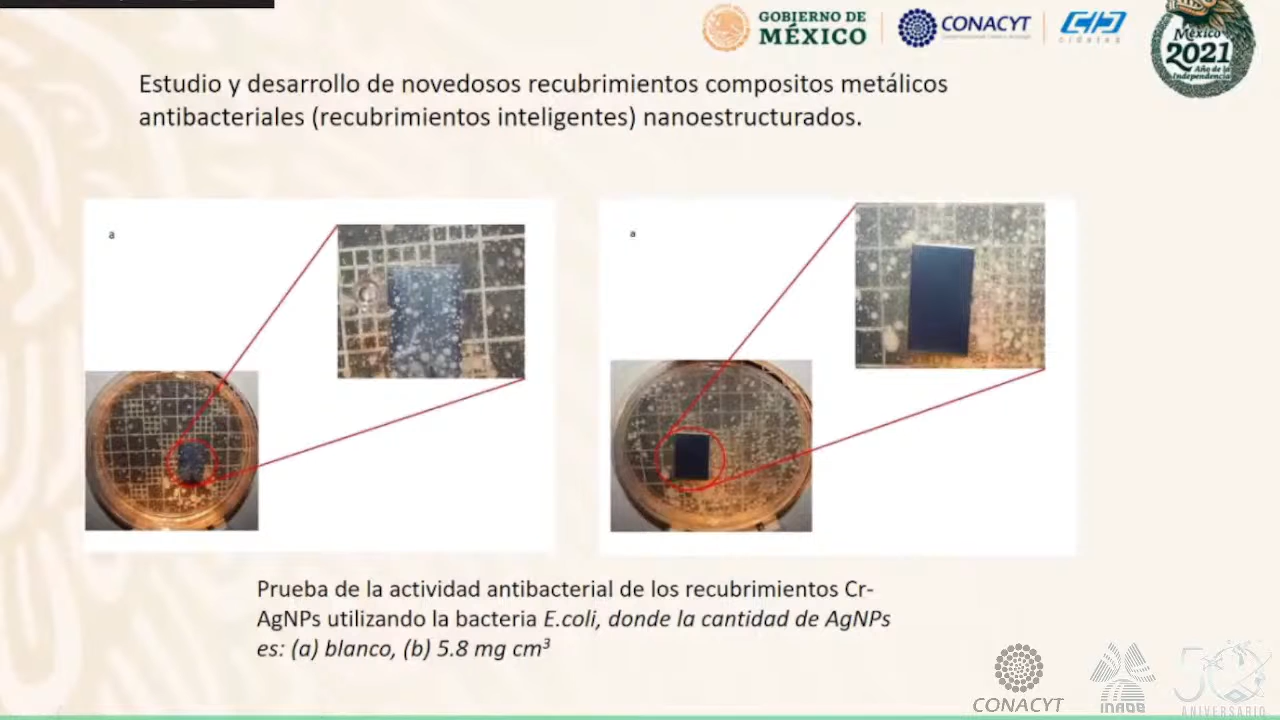 GOBIERNO DE
MÉXICO
CONACYT
cideteq
México
2021
Año de la
Independencia
Estudio y desarrollo de novedosos recubrimientos compositos metálicos
antibacteriales (recubrimientos inteligentes) nanoestructurados.
a
a
Prueba de la actividad antibacterial de los recubrimientos Cr-
AgNPs utilizando la bacteria E.coli, donde la cantidad de AgNPs
es: (a) blanco, (b) 5.8 mg cm³
CONACYT
INAOE
50
ANIVERSARIO